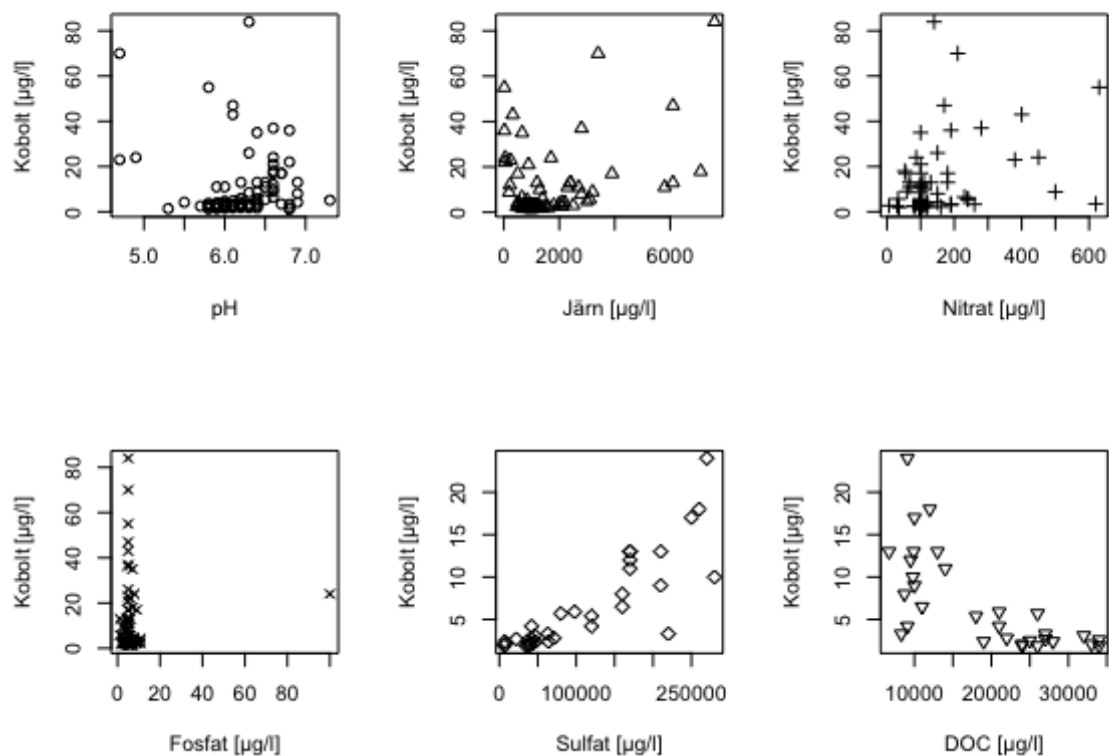 Kobolt [µg/l]
80
60
40
20
0
5.0 6.0 7.0
pH
Kobolt [µg/l]
80
60
40
20
0
0 2000 6000
Järn [µg/l]
Kobolt [µg/l]
80
60
40
20
0
0 200 400 600
Nitrat [µg/l]
Kobolt [µg/l]
80
60
40
20
0
0 20 40 60 80
Fosfat [µg/l]
Kobolt [µg/l]
20
15
10
5
0 100000 250000
Sulfat [µg/l]
Kobolt [µg/l]
20
15
10
5
10000 20000 30000
DOC [µg/l]